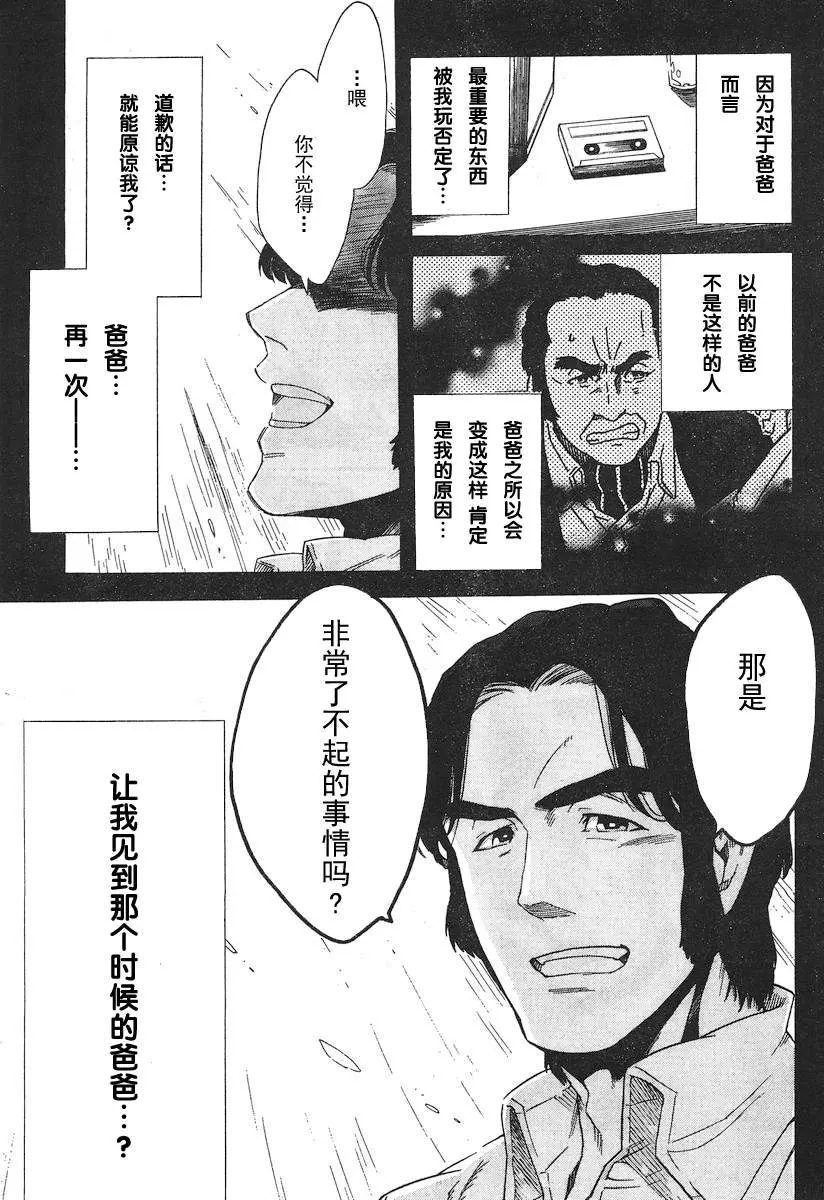 因为对于爸爸
而言
最重要的东西
被我玩否定了…
以前的爸爸
不是这样的人
爸爸之所以会
变成这样 肯定
是我的原因…
…喂
你不觉得…
道歉的话…
就能原谅我了?
爸爸…
再一次——…
那是
非常了不起的事情吗?
让我见到那个时候的爸爸…?